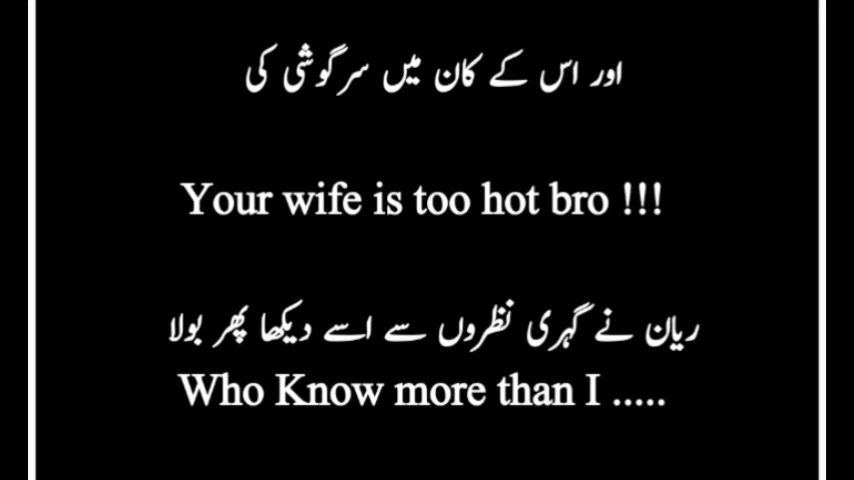 اور اس کے کان میں سرگوشی کی
Your wife is too hot bro !!!
ریان نے گہری نظروں سے اسے دیکھا پھر بولا
Who Know more than I .....